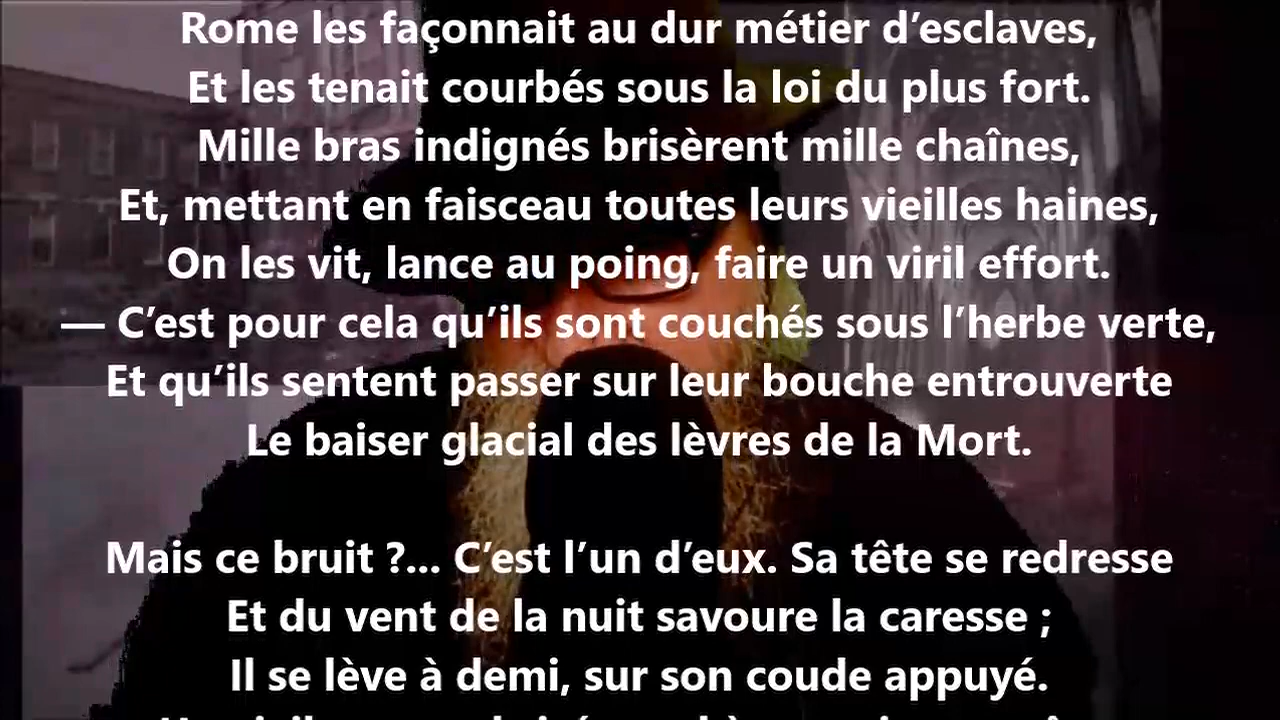 Rome les façonnait au dur métier d’esclaves,
Et les tenait courbés sous la loi du plus fort.
Mille bras indignés brisèrent mille chaînes,
Et, mettant en faisceau toutes leurs vieilles haines,
On les vit, lance au poing, faire un viril effort.
— C’est pour cela qu’ils sont couchés sous l’herbe verte,
Et qu’ils sentent passer sur leur bouche entrouverte
Le baiser glacial des lèvres de la Mort.
Mais ce bruit ?... C’est l’un d’eux. Sa tête se redresse
Et du vent de la nuit savoure la caresse ;
Il se lève à demi, sur son coude appuyé.